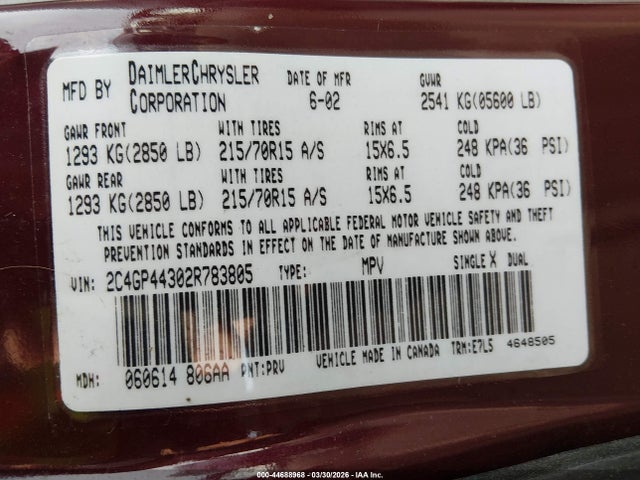 MFD BY DAIMLERCHRYSLER CORPORATION DATE OF MFR 6-02 GVWR 2541 KG(05600 LB)
GAWR FRONT WITH TIRES RIMS AT COLD
1293 KG(2850 LB) 215/70R15 A/S 15X6.5 248 KPA(36 PSI)
GAWR REAR WITH TIRES RIMS AT COLD
1293 KG(2850 LB) 215/70R15 A/S 15X6.5 248 KPA(36 PSI)
THIS VEHICLE CONFORMS TO ALL APPLICABLE FEDERAL MOTOR VEHICLE SAFETY AND THEFT
PREVENTION STANDARDS IN EFFECT ON THE DATE OF MANUFACTURE SHOWN ABOVE.
VIN: 2C4GP44302R783805 TYPE: MPV SINGLE X DUAL
MDH: 060614 806AA PNT:PRV VEHICLE MADE IN CANADA TRM:E7L5 4648505
000-44688968 - 03/30/2026 - IAA Inc.